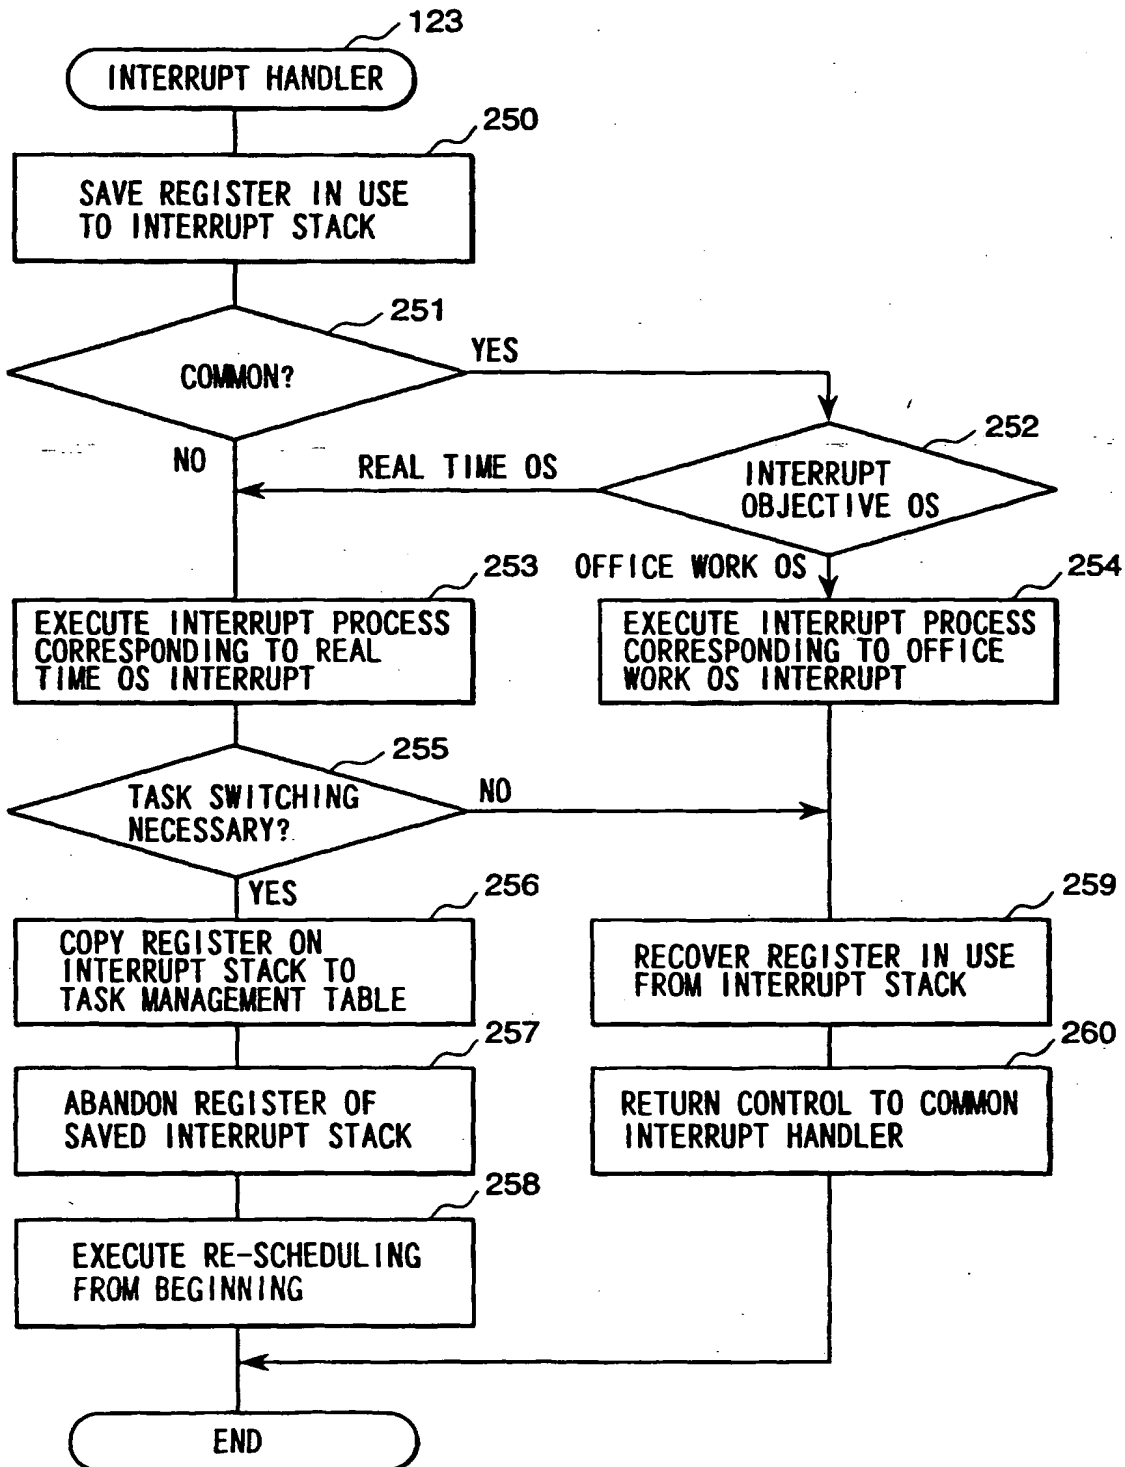 123
INTERRUPT HANDLER
250
SAVE REGISTER IN USE
TO INTERRUPT STACK
251
COMMON?
YES
NO
252
INTERRUPT
OBJECTIVE OS
REAL TIME OS
OFFICE WORK OS
253
EXECUTE INTERRUPT PROCESS
CORRESPONDING TO REAL
TIME OS INTERRUPT
254
EXECUTE INTERRUPT PROCESS
CORRESPONDING TO OFFICE
WORK OS INTERRUPT
255
TASK SWITCHING
NECESSARY?
NO
YES
256
COPY REGISTER ON
INTERRUPT STACK TO
TASK MANAGEMENT TABLE
259
RECOVER REGISTER IN USE
FROM INTERRUPT STACK
257
ABANDON REGISTER OF
SAVED INTERRUPT STACK
260
RETURN CONTROL TO COMMON
INTERRUPT HANDLER
258
EXECUTE RE-SCHEDULING
FROM BEGINNING
END